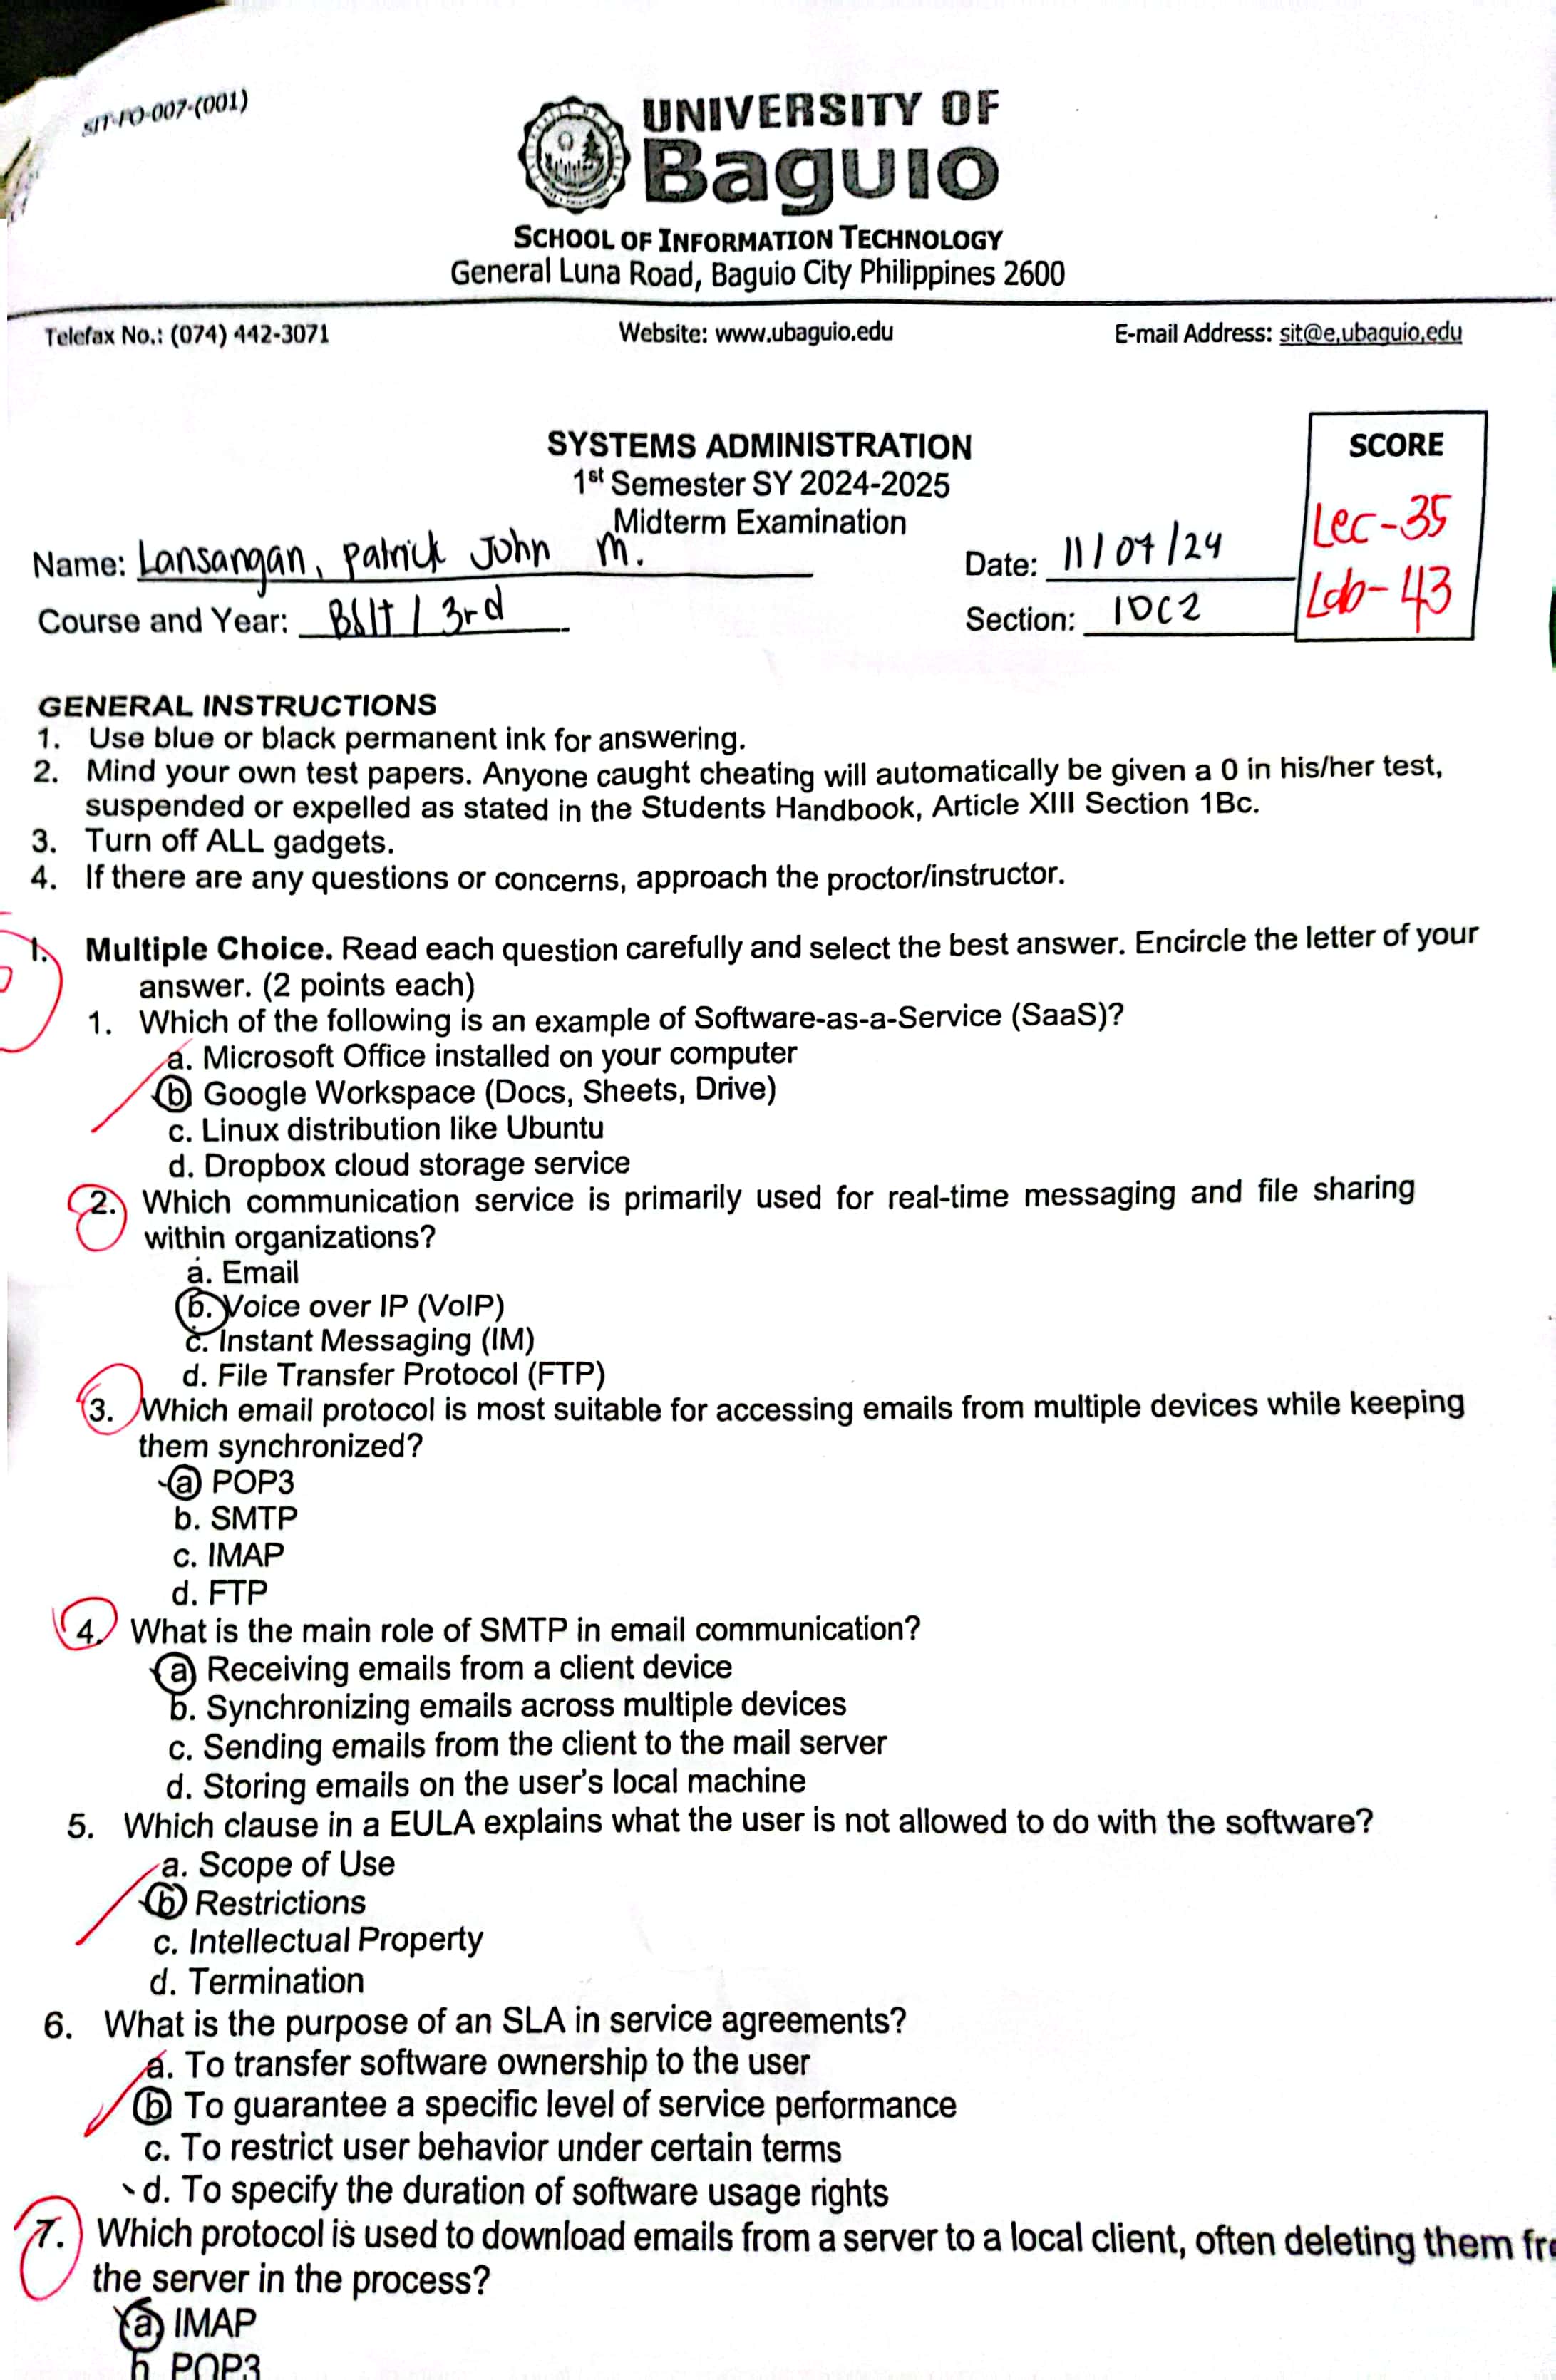 SIT-FO-007-(001)
UNIVERSITY OF
Baguio
SCHOOL OF INFORMATION TECHNOLOGY
General Luna Road, Baguio City Philippines 2600
Telefax No.: (074) 442-3071 Website: www.ubaguio.edu E-mail Address: sit@e.ubaguio.edu
SYSTEMS ADMINISTRATION
1st Semester SY 2024-2025
Midterm Examination
SCORE
Lec-35
Lab-43
Name: Lansangan, Patrick John M. Date: 11/07/24
Course and Year: BSIT / 3rd Section: IDC2
GENERAL INSTRUCTIONS
1. Use blue or black permanent ink for answering.
2. Mind your own test papers. Anyone caught cheating will automatically be given a 0 in his/her test,
suspended or expelled as stated in the Students Handbook, Article XIII Section 1Bc.
3. Turn off ALL gadgets.
4. If there are any questions or concerns, approach the proctor/instructor.
I. Multiple Choice. Read each question carefully and select the best answer. Encircle the letter of your
answer. (2 points each)
1. Which of the following is an example of Software-as-a-Service (SaaS)?
a. Microsoft Office installed on your computer
b. Google Workspace (Docs, Sheets, Drive)
c. Linux distribution like Ubuntu
d. Dropbox cloud storage service
2. Which communication service is primarily used for real-time messaging and file sharing
within organizations?
a. Email
b. Voice over IP (VoIP)
c. Instant Messaging (IM)
d. File Transfer Protocol (FTP)
3. Which email protocol is most suitable for accessing emails from multiple devices while keeping
them synchronized?
a. POP3
b. SMTP
c. IMAP
d. FTP
4. What is the main role of SMTP in email communication?
a. Receiving emails from a client device
b. Synchronizing emails across multiple devices
c. Sending emails from the client to the mail server
d. Storing emails on the user's local machine
5. Which clause in a EULA explains what the user is not allowed to do with the software?
a. Scope of Use
b. Restrictions
c. Intellectual Property
d. Termination
6. What is the purpose of an SLA in service agreements?
a. To transfer software ownership to the user
b. To guarantee a specific level of service performance
c. To restrict user behavior under certain terms
d. To specify the duration of software usage rights
7. Which protocol is used to download emails from a server to a local client, often deleting them
the server in the process?
a. IMAP
b. POP3